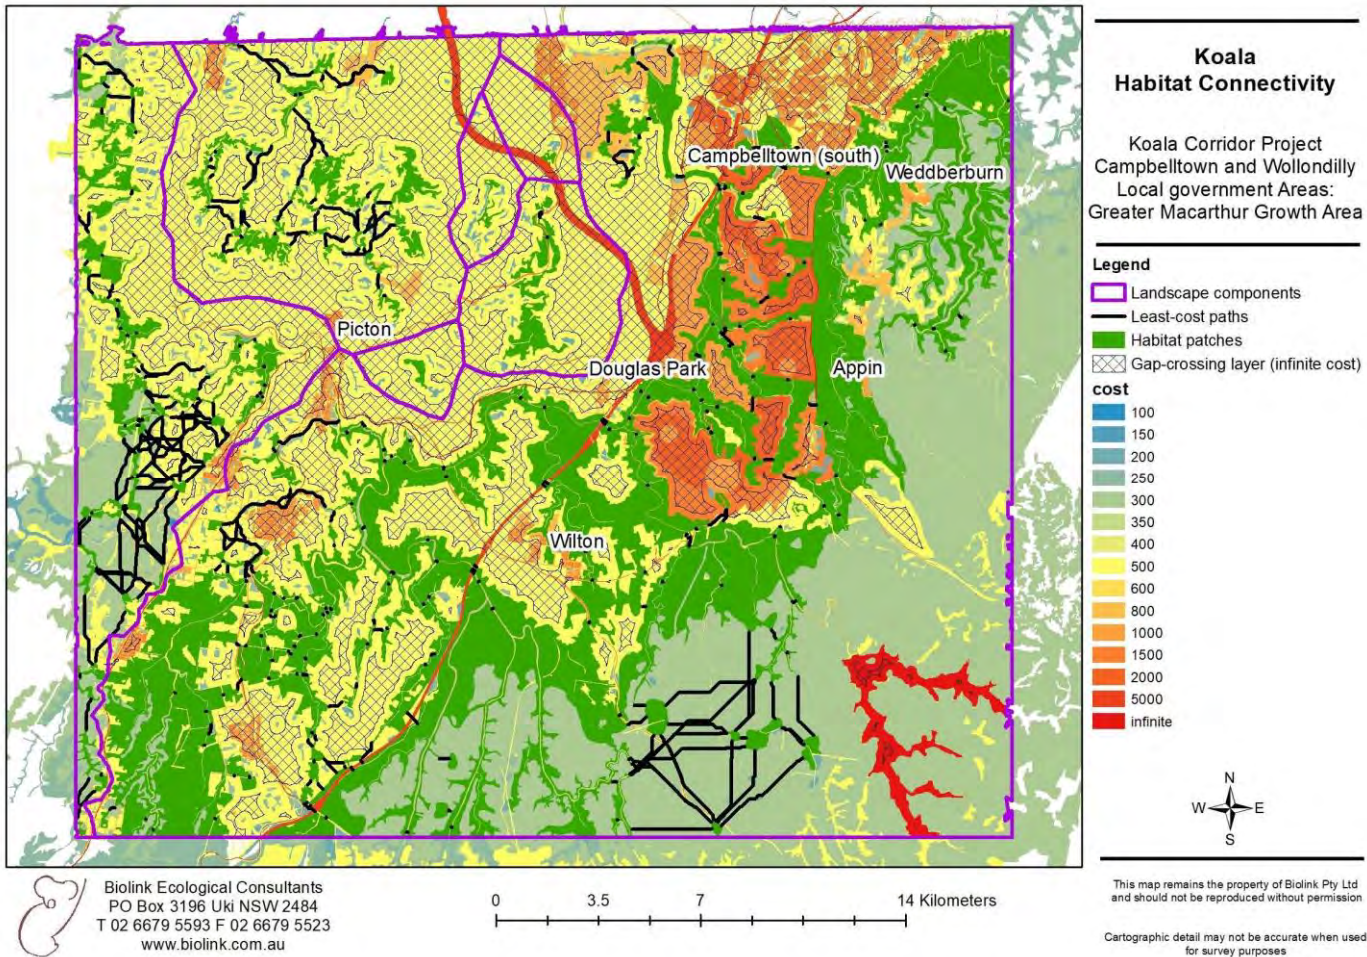 Koala
Habitat Connectivity
Koala Corridor Project
Campbelltown and Wollondilly
Local government Areas:
Greater Macarthur Growth Area
Legend
Landscape components
Least-cost paths
Habitat patches
Gap-crossing layer (infinite cost)
cost
100
150
200
250
300
350
400
500
600
800
1000
1500
2000
5000
infinite
N
W E
S
This map remains the property of Biolink Pty Ltd
and should not be reproduced without permission
Cartographic detail may not be accurate when used
for survey purposes
Campbelltown (south)
Weddberburn
Picton
Douglas Park
Appin
Wilton
Biolink Ecological Consultants
PO Box 3196 Uki NSW 2484
T 02 6679 5593 F 02 6679 5523
www.biolink.com.au
0 3.5 7 14 Kilometers